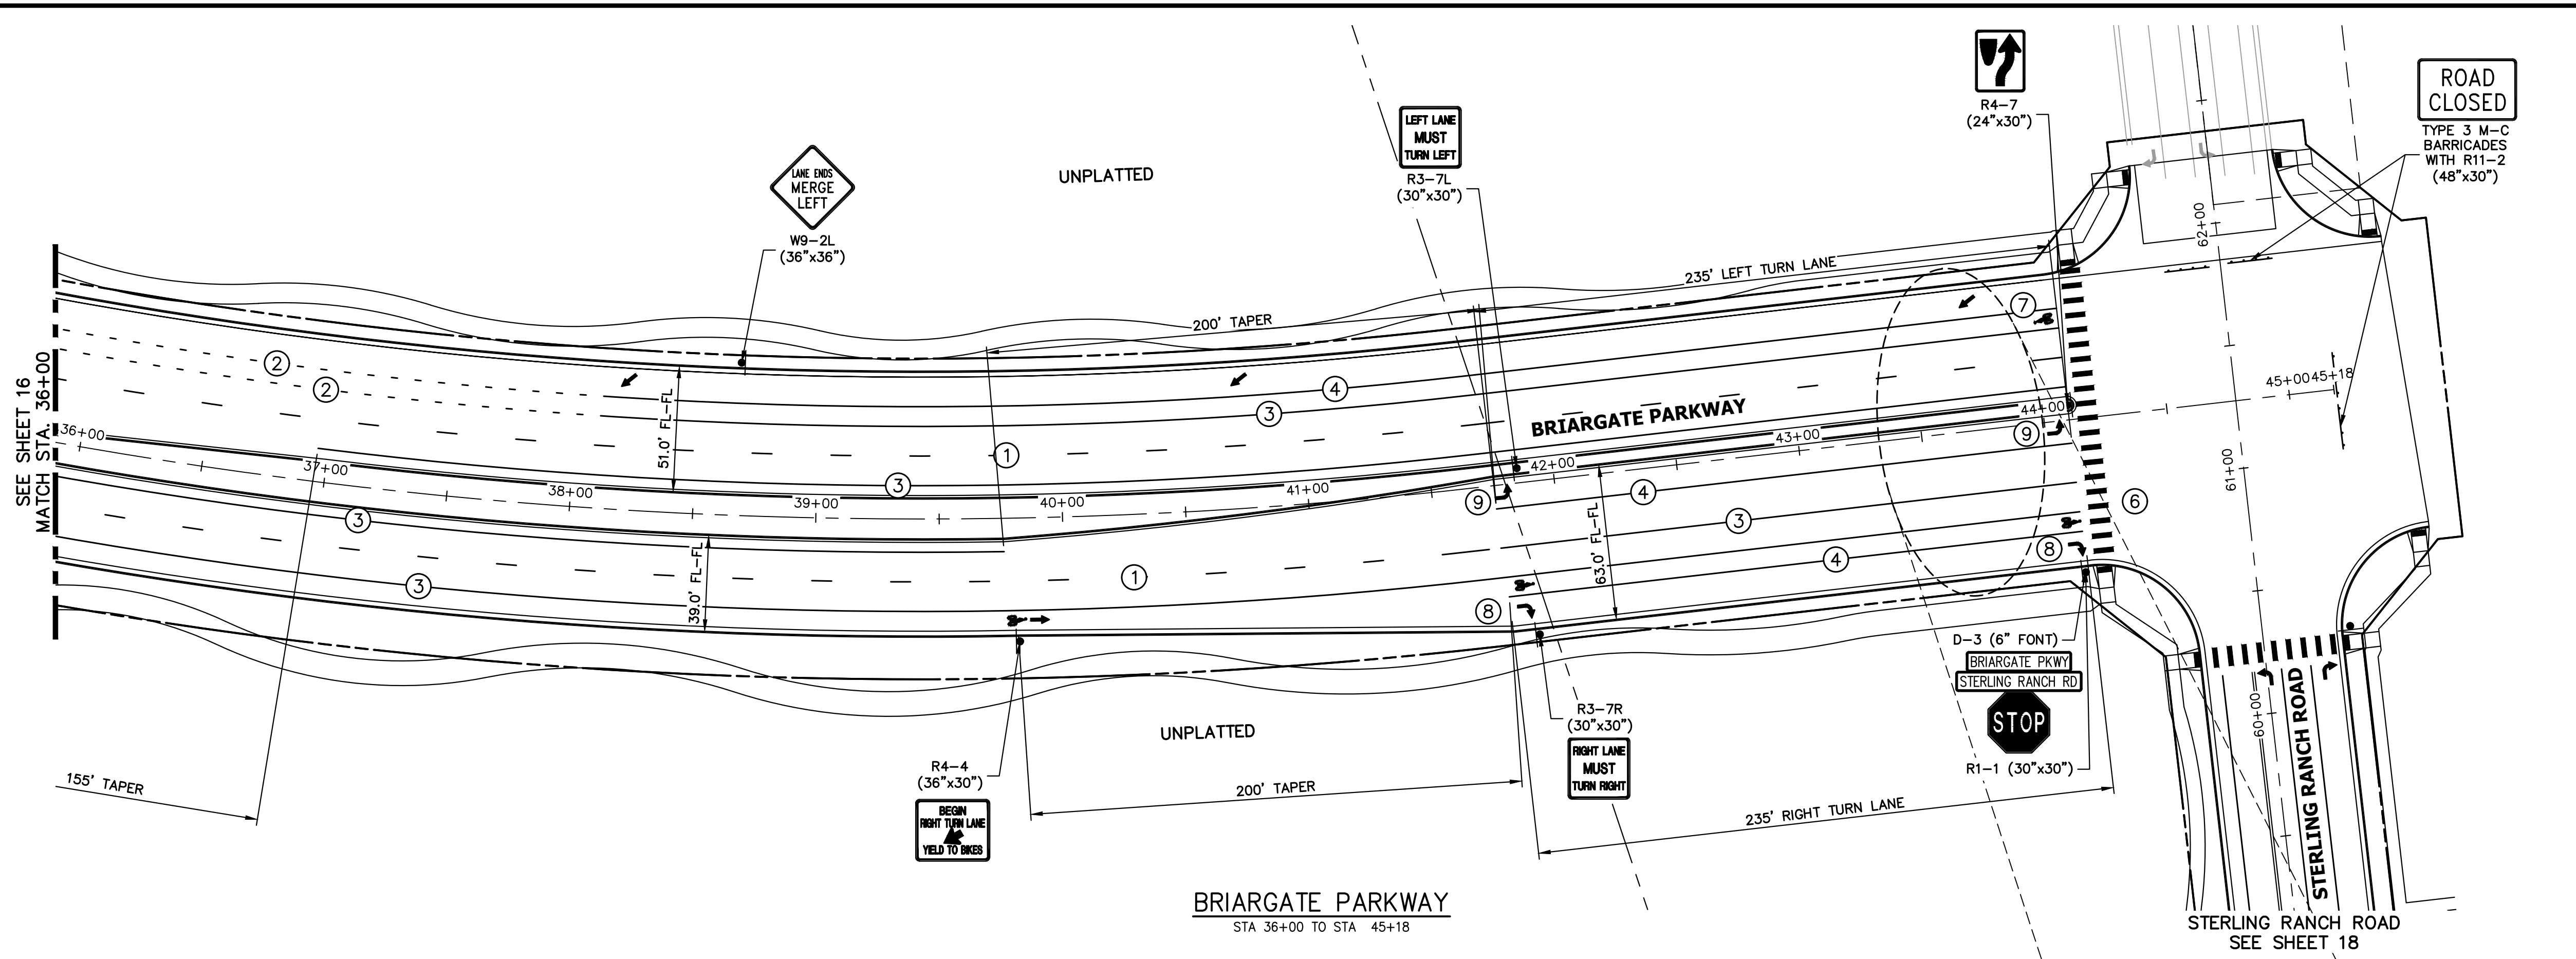 SEE SHEET 16
MATCH STA. 36+00
LANE ENDS
MERGE
LEFT
W9-2L
(36"x36")
UNPLATTED
LEFT LANE
MUST
TURN LEFT
R3-7L
(30"x30")
R4-7
(24"x30")
ROAD
CLOSED
TYPE 3 M-C
BARRICADES
WITH R11-2
(48"x30")
200' TAPER
235' LEFT TURN LANE
62+00
7
2
2
4
3
1
3
51.0' FL-FL
BRIARGATE PARKWAY
36+00
37+00
38+00
39+00
40+00
41+00
42+00
43+00
44+00
45+00
45+18
61+00
9
9
4
3
4
6
8
8
63.0' FL-FL
3
3
1
39.0' FL-FL
155' TAPER
R4-4
(36"x30")
BEGIN
RIGHT TURN LANE
YIELD TO BIKES
UNPLATTED
200' TAPER
R3-7R
(30"x30")
RIGHT LANE
MUST
TURN RIGHT
235' RIGHT TURN LANE
D-3 (6" FONT)
BRIARGATE PKWY
STERLING RANCH RD
STOP
R1-1 (30"x30")
60+00
STERLING RANCH ROAD
BRIARGATE PARKWAY
STA 36+00 TO STA 45+18
STERLING RANCH ROAD
SEE SHEET 18